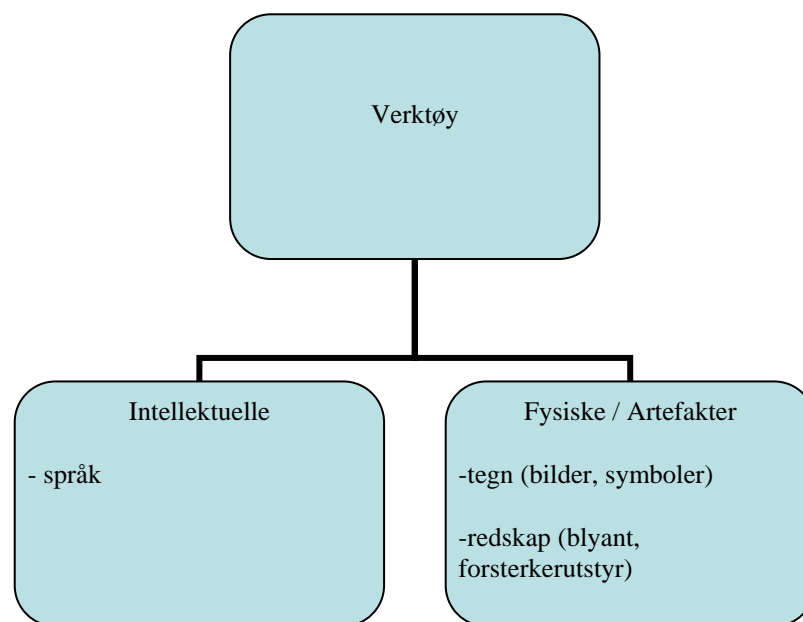 Verktøy
Intellektuelle
- språk
Fysiske / Artefakter
-tegn (bilder, symboler)
-redskap (blyant,
forsterkerutstyr)